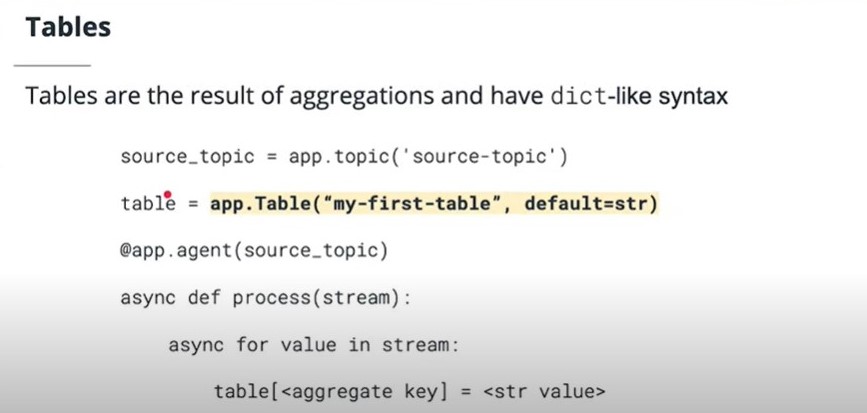 Tables
Tables are the result of aggregations and have dict-like syntax
source_topic = app.topic('source-topic')
table = app.Table("my-first-table", default=str)
@app.agent(source_topic)
async def process(stream):
async for value in stream:
table[<aggregate key] = <str value>